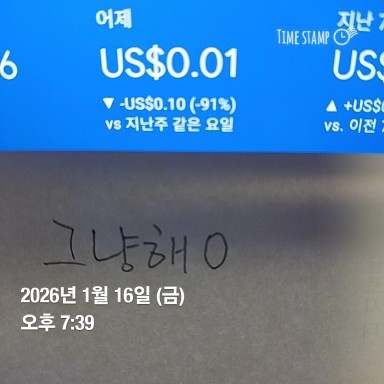 어제
지난
TIME STAMP
6
US$0.01
US$
▼ -US$0.10 (-91%)
▲ +US$
vs 지난주 같은 요일
vs. 이전
그냥해 0
2026년 1월 16일 (금)
오후 7:39